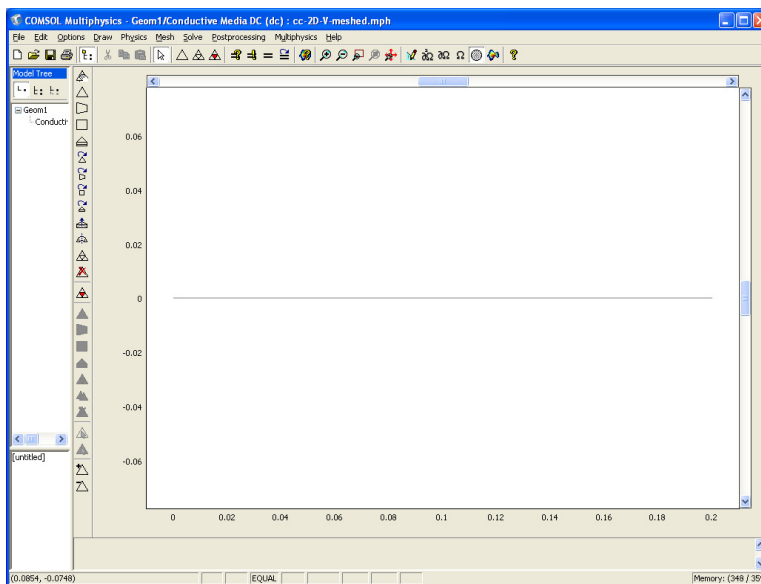 COMSOL Multiphysics - Geom1/Conductive Media DC (dc) : cc-2D-V-meshed.mph
File Edit Options Draw Physics Mesh Solve Postprocessing Multiphysics Help
Model Tree
Geom1
Conducti
0.06
0.04
0.02
0
-0.02
-0.04
-0.06
[untitled]
0 0.02 0.04 0.06 0.08 0.1 0.12 0.14 0.16 0.18 0.2
(0.0854, -0.0748) EQUAL Memory: (348 / 35